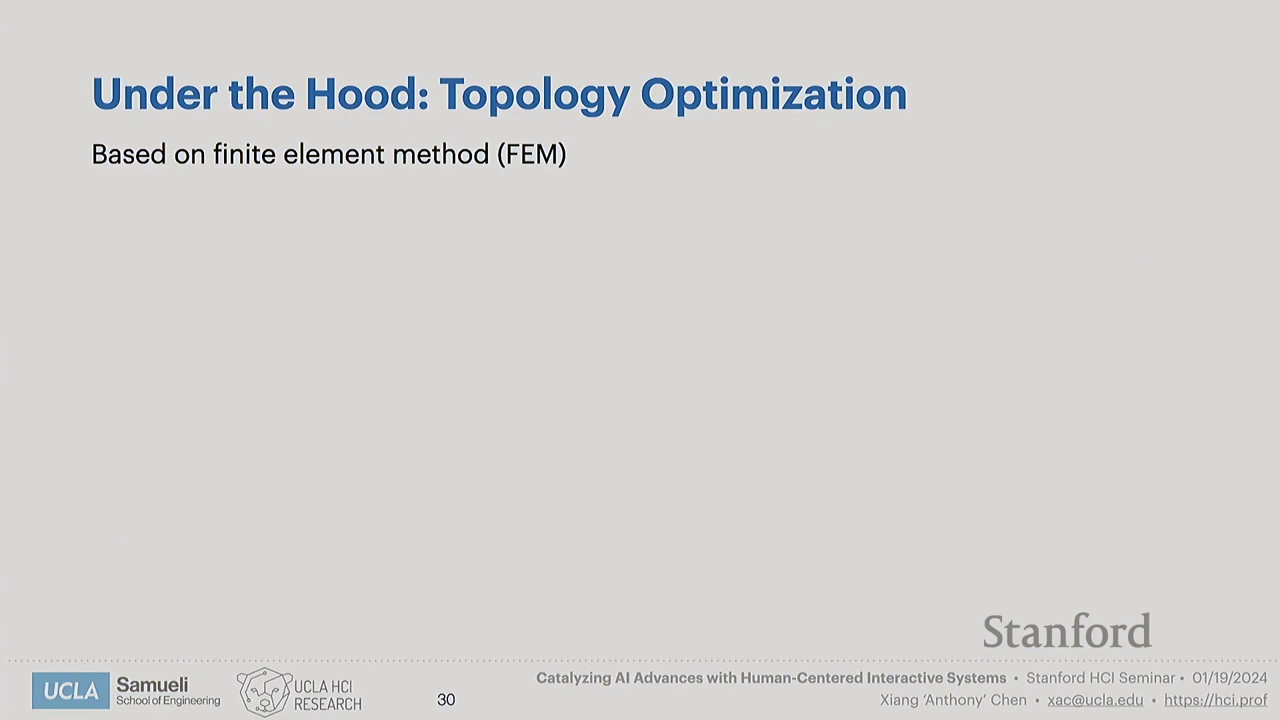 Under the Hood: Topology Optimization
Based on finite element method (FEM)
Stanford
UCLA
Samueli
School of Engineering
UCLA HCI
RESEARCH
30
Catalyzing AI Advances with Human-Centered Interactive Systems • Stanford HCI Seminar • 01/19/2024
Xiang ‘Anthony’ Chen • xac@ucla.edu • https://hci.prof